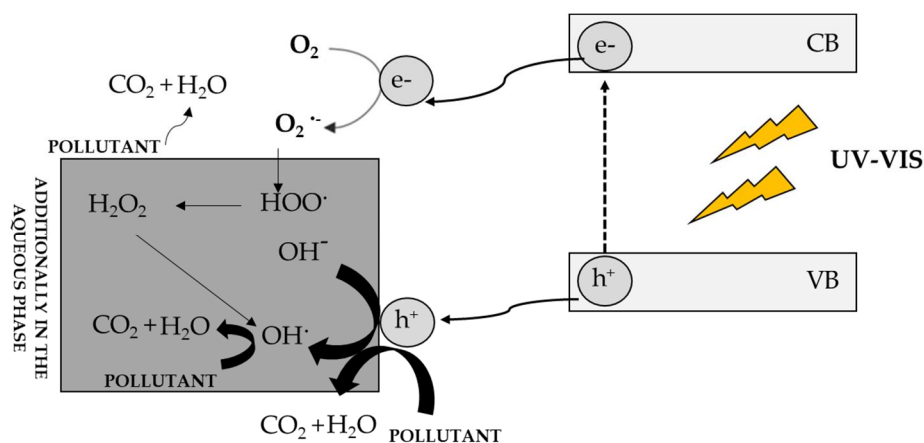 O₂
e-
e-
CB
CO₂ + H₂O
O₂ ·-
POLLUTANT
UV-VIS
ADDITIONALLY IN THE
AQUEOUS PHASE
H₂O₂
HOO·
OH⁻
h⁺
VB
h⁺
CO₂ + H₂O
OH·
POLLUTANT
CO₂ + H₂O
POLLUTANT